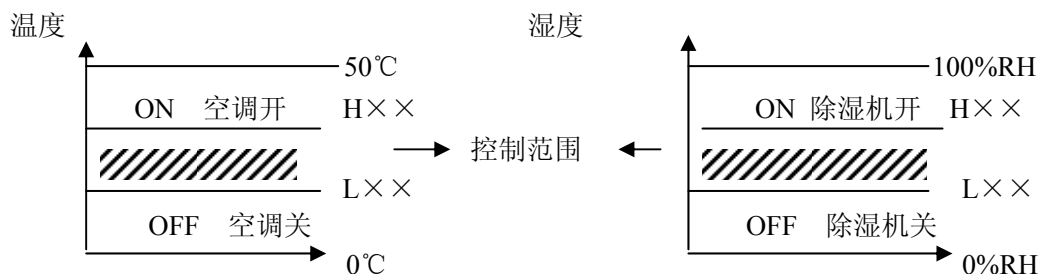 温度 湿度
50℃ 100%RH
ON 空调开 H×× ON 除湿机开 H××
控制范围
L×× L××
OFF 空调关 OFF 除湿机关
0℃ 0%RH